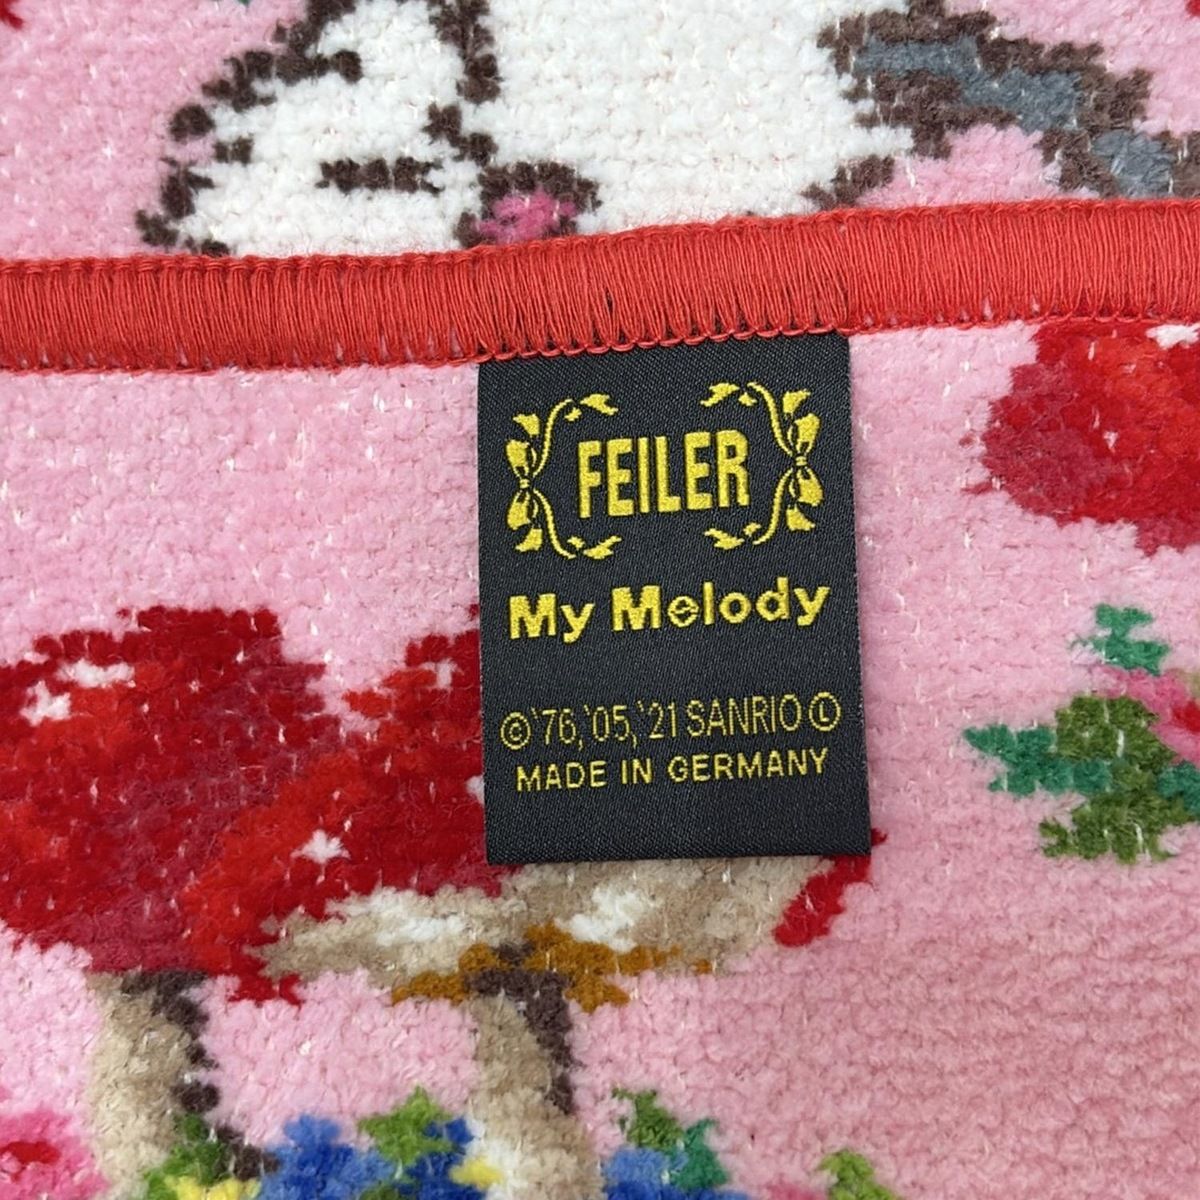 FEILER
My Melody
©'76,'05,'21 SANRIO Ⓛ
MADE IN GERMANY